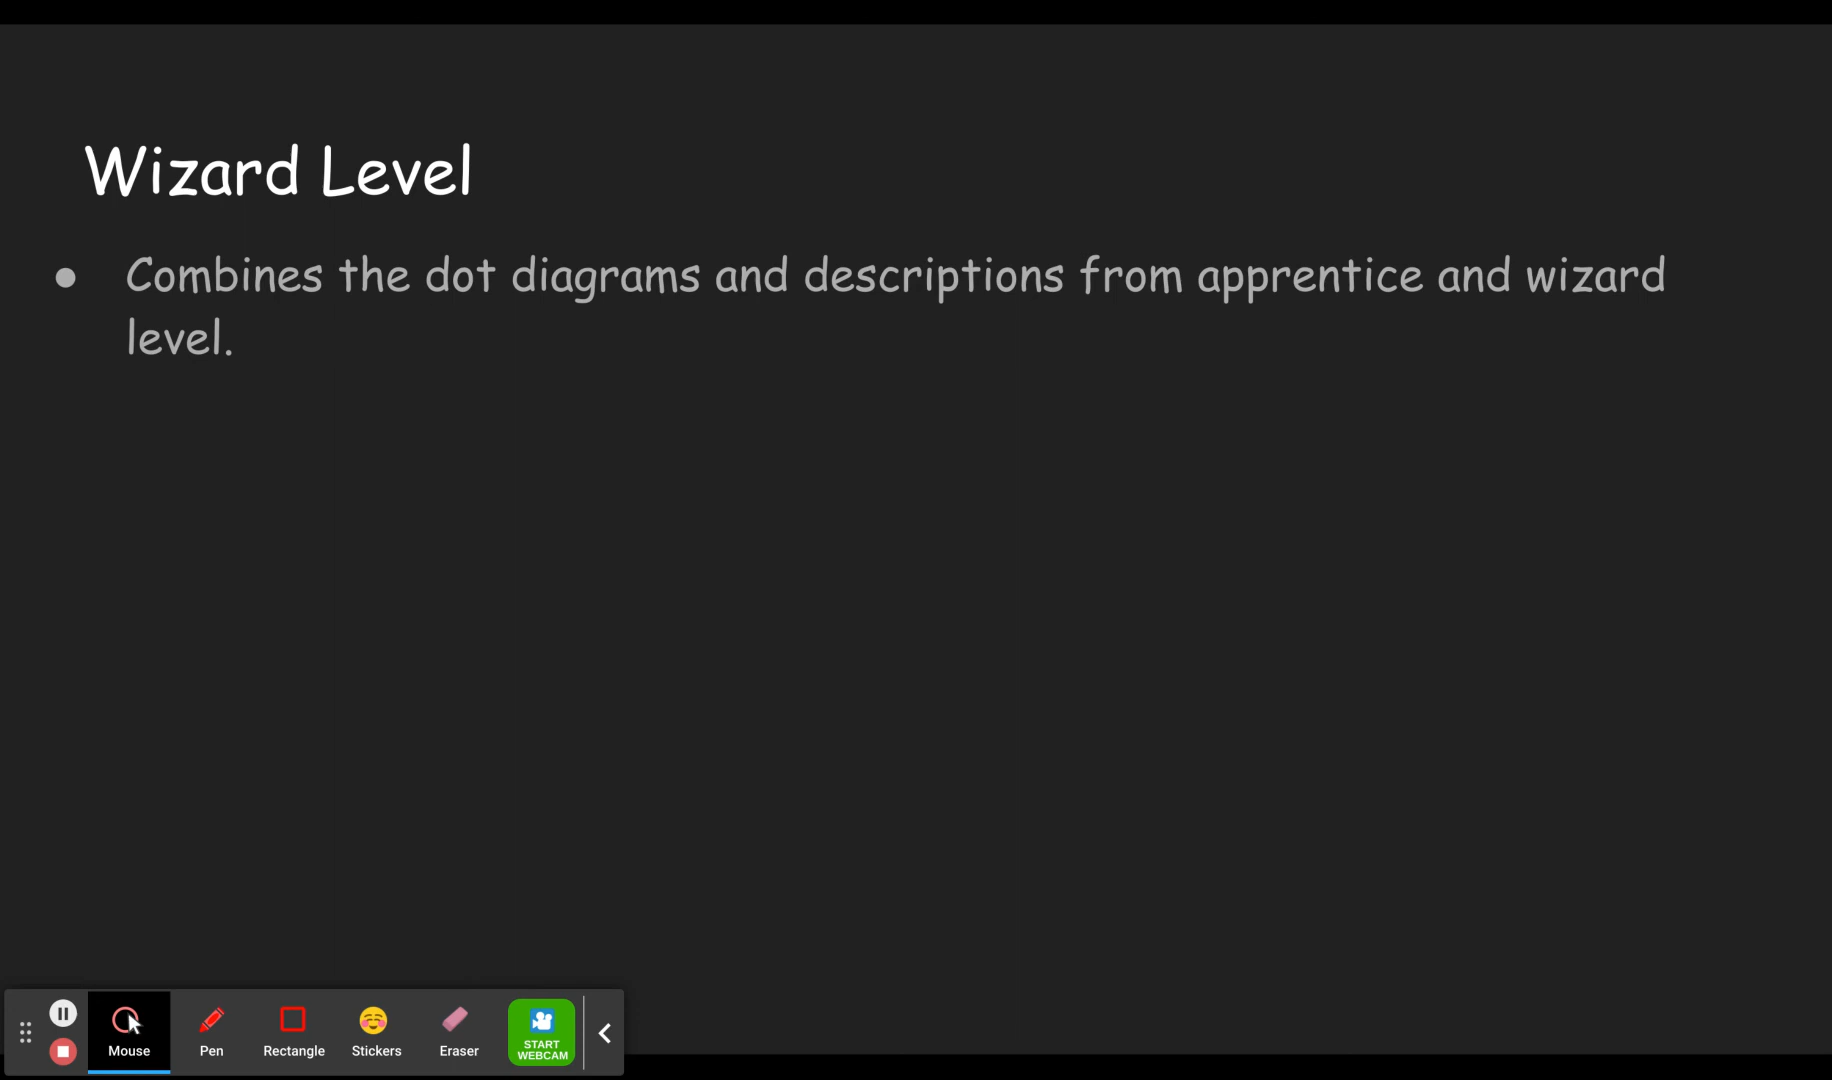 Wizard Level
● Combines the dot diagrams and descriptions from apprentice and wizard
level.
Mouse
Pen
Rectangle
Stickers
Eraser
START
WEBCAM